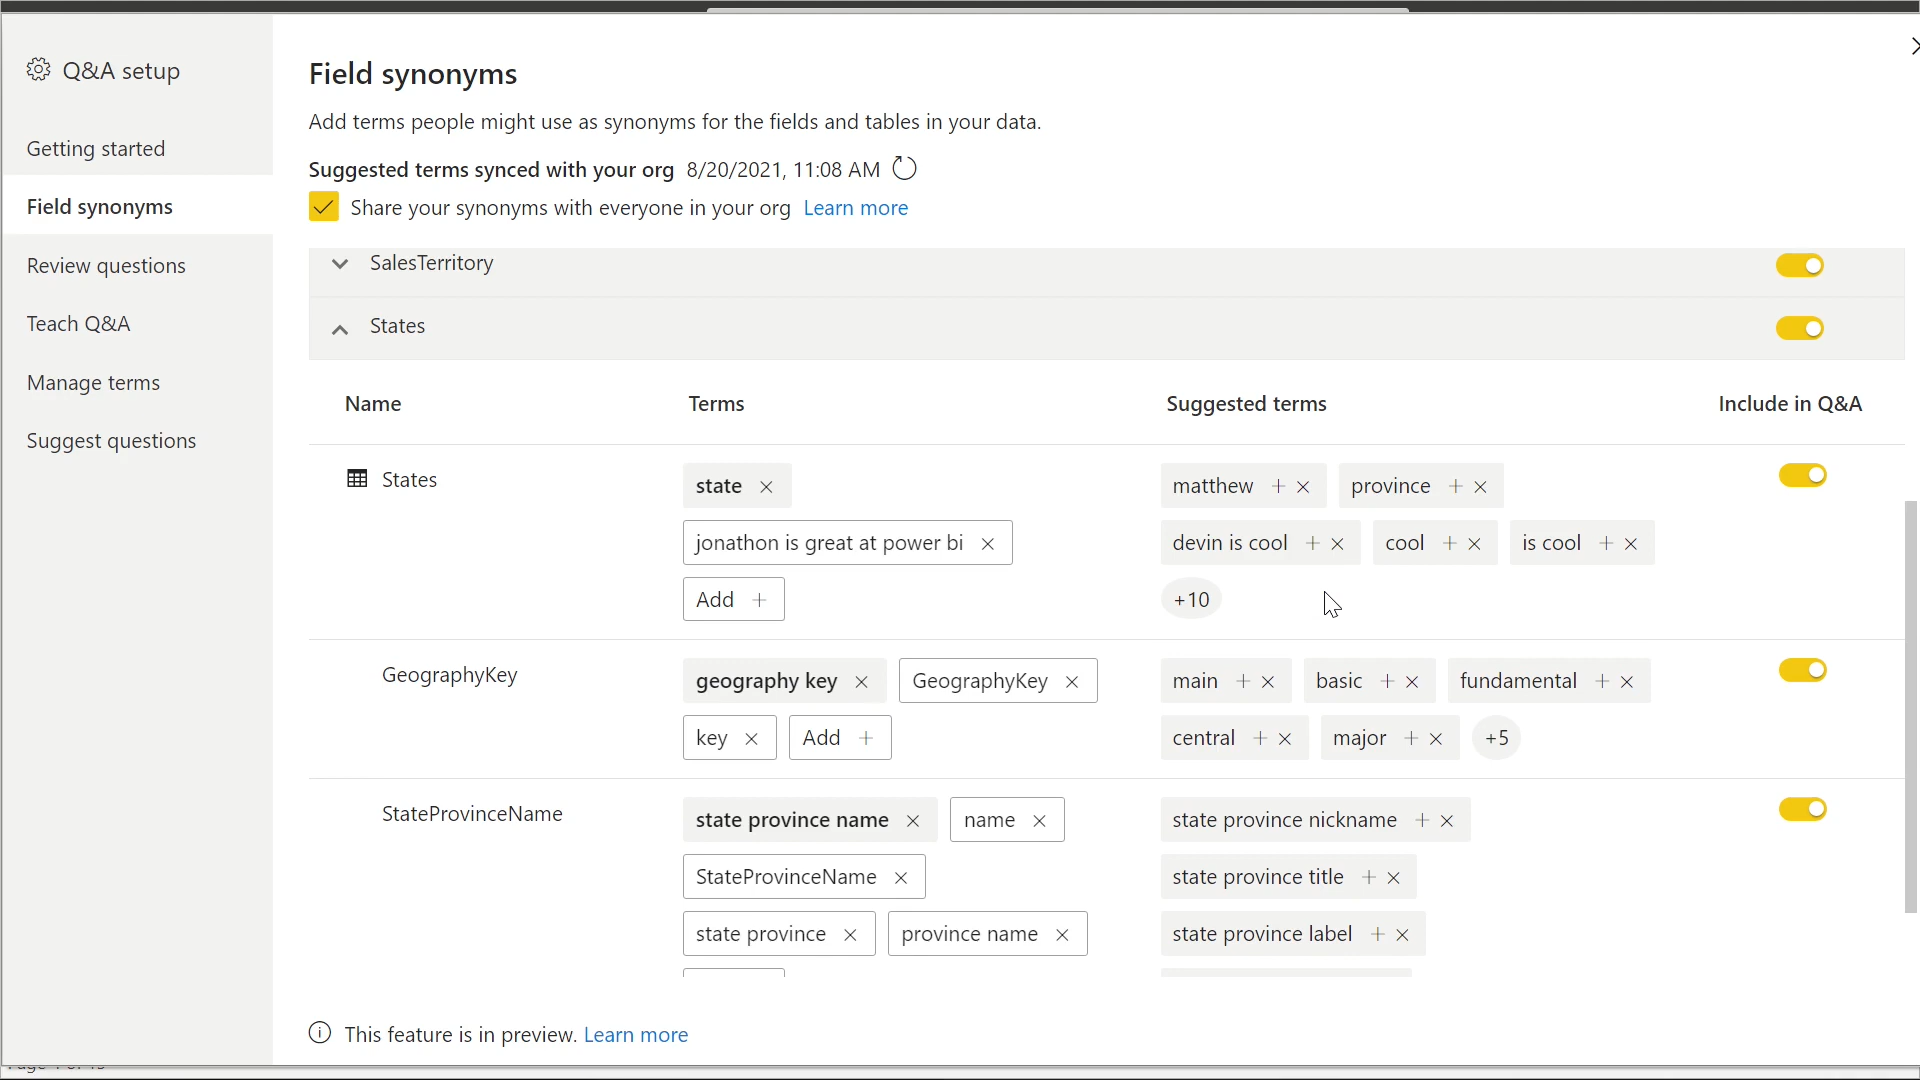 Q&A setup
Getting started
Field synonyms
Review questions
Teach Q&A
Manage terms
Suggest questions
Field synonyms
Add terms people might use as synonyms for the fields and tables in your data.
Suggested terms synced with your org 8/20/2021, 11:08 AM
Share your synonyms with everyone in your org Learn more
SalesTerritory
States
Name Terms Suggested terms Include in Q&A
States state matthew province
jonathon is great at power bi devin is cool cool is cool
Add +10
GeographyKey geography key GeographyKey main basic fundamental
key Add central major +5
StateProvinceName state province name name state province nickname
StateProvinceName state province title
state province province name state province label
This feature is in preview. Learn more